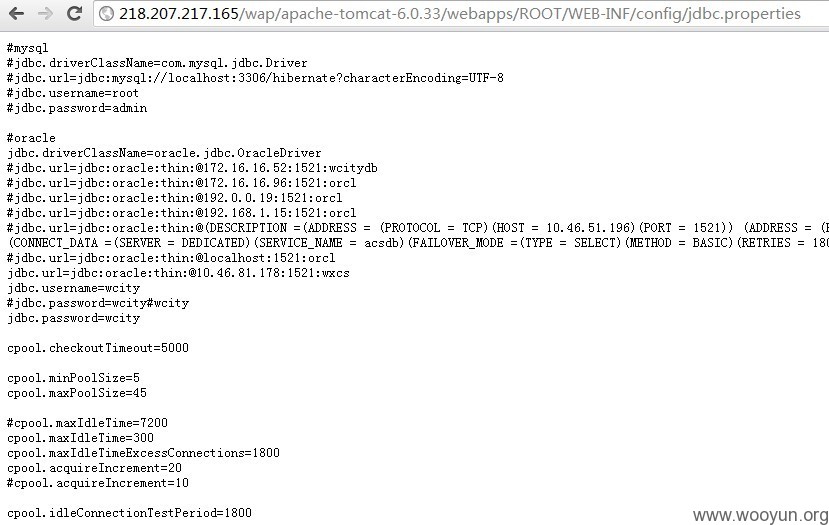 218.207.217.165/wap/apache-tomcat-6.0.33/webapps/ROOT/WEB-INF/config/jdbc.properties
#mysql
#jdbc.driverClassName=com.mysql.jdbc.Driver
#jdbc.url=jdbc:mysql://localhost:3306/hibernate?characterEncoding=UTF-8
#jdbc.username=root
#jdbc.password=admin
#oracle
jdbc.driverClassName=oracle.jdbc.OracleDriver
#jdbc.url=jdbc:oracle:thin:@172.16.16.52:1521:wcitydb
#jdbc.url=jdbc:oracle:thin:@172.16.16.96:1521:orcl
#jdbc.url=jdbc:oracle:thin:@192.0.0.19:1521:orcl
#jdbc.url=jdbc:oracle:thin:@192.168.1.15:1521:orcl
#jdbc.url=jdbc:oracle:thin:@(DESCRIPTION =(ADDRESS = (PROTOCOL = TCP)(HOST = 10.46.51.196)(PORT = 1521)) (ADDRESS = (
(CONNECT_DATA =(SERVER = DEDICATED)(SERVICE_NAME = acsdb)(FAILOVER_MODE =(TYPE = SELECT)(METHOD = BASIC)(RETRIES = 180
#jdbc.url=jdbc:oracle:thin:@localhost:1521:orcl
jdbc.url=jdbc:oracle:thin:@10.46.81.178:1521:wxcs
jdbc.username=wcity
#jdbc.password=wcity#wcity
jdbc.password=wcity
cpool.checkoutTimeout=5000
cpool.minPoolSize=5
cpool.maxPoolSize=45
#cpool.maxIdleTime=7200
cpool.maxIdleTime=300
cpool.maxIdleTimeExcessConnections=1800
cpool.acquireIncrement=20
#cpool.acquireIncrement=10
cpool.idleConnectionTestPeriod=1800
www.wooyun.org